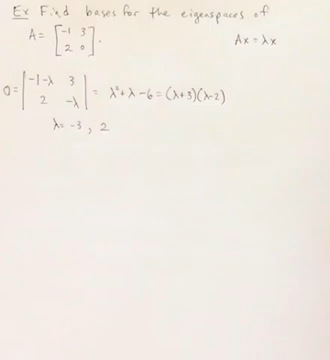 Ex Find bases for the eigenspaces of
A = [-1 3
2 0].
Ax = λx
0 = |-1-λ 3
2 -λ| = λ²+λ-6 = (λ+3)(λ-2)
λ = -3, 2